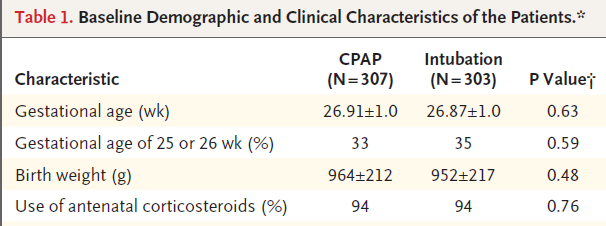 Table 1. Baseline Demographic and Clinical Characteristics of the Patients.*
Characteristic CPAP (N=307) Intubation (N=303) P Value†
Gestational age (wk) 26.91±1.0 26.87±1.0 0.63
Gestational age of 25 or 26 wk (%) 33 35 0.59
Birth weight (g) 964±212 952±217 0.48
Use of antenatal corticosteroids (%) 94 94 0.76